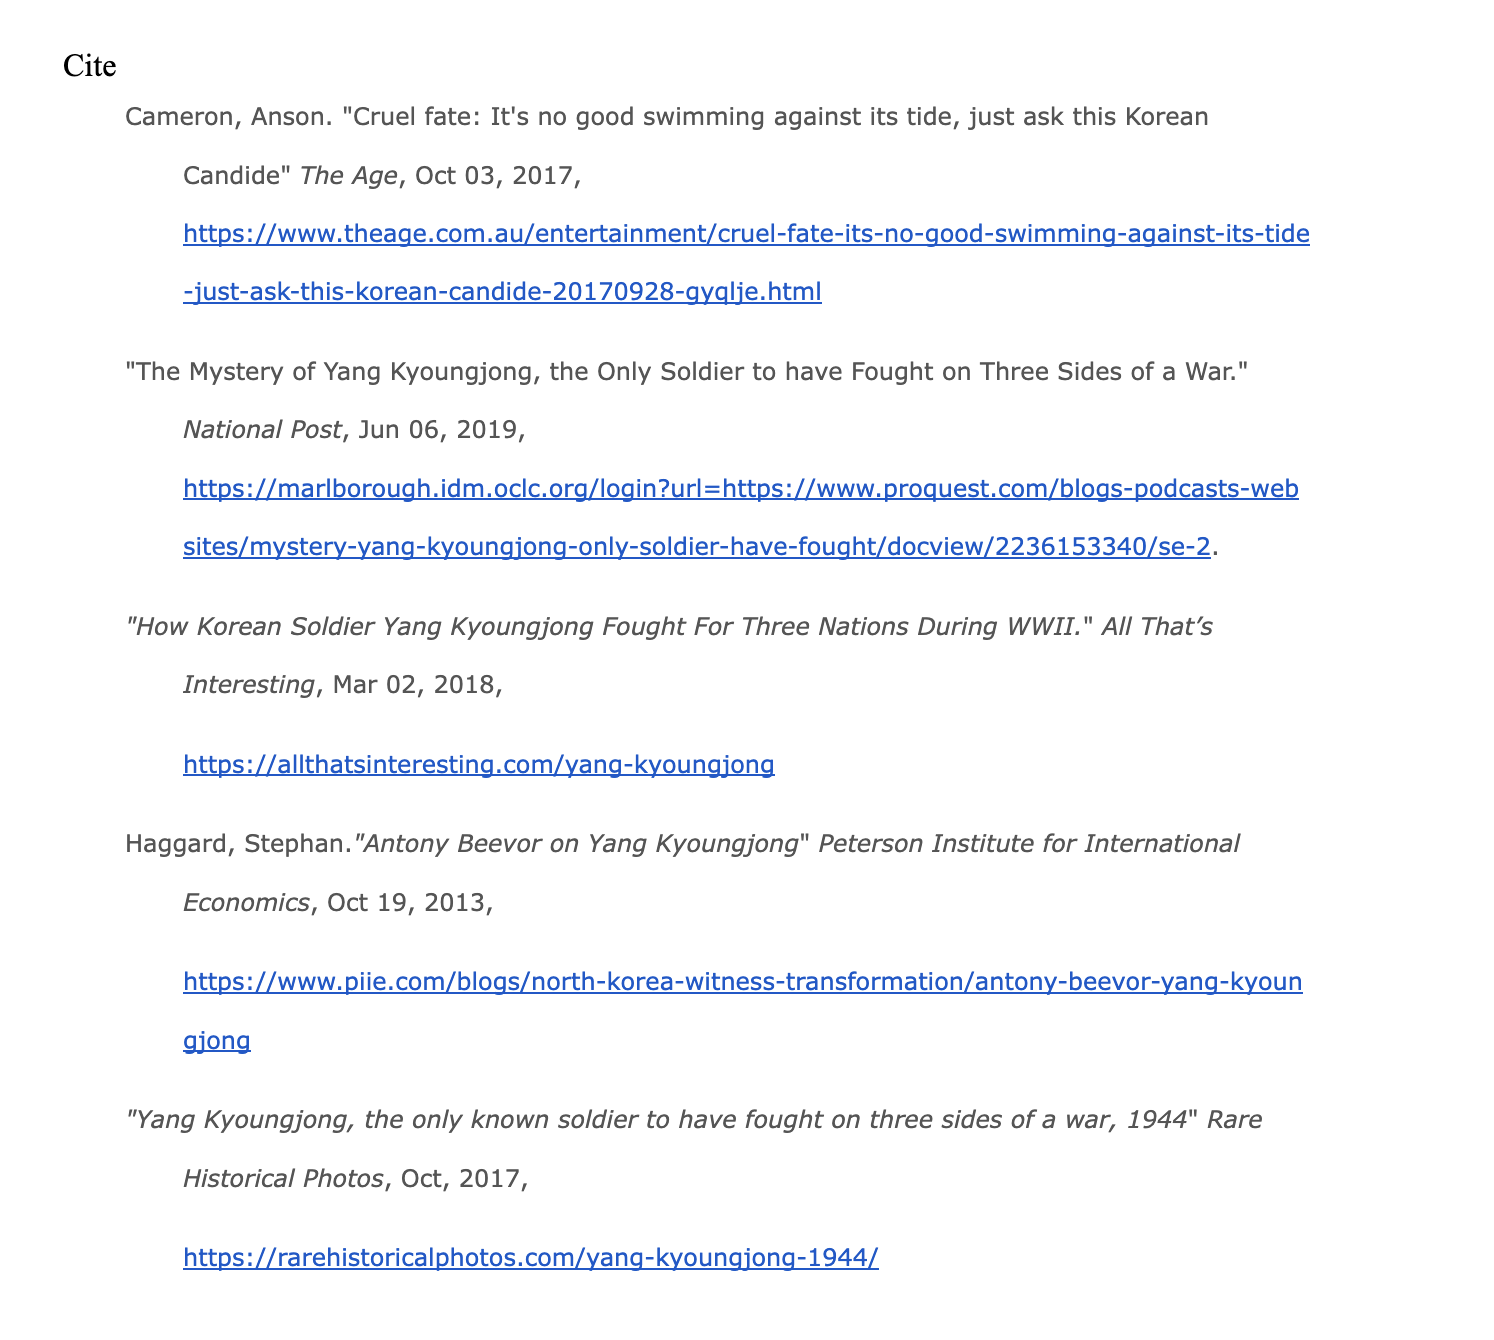 Cite
Cameron, Anson. "Cruel fate: It's no good swimming against its tide, just ask this Korean
Candide" The Age, Oct 03, 2017,
https://www.theage.com.au/entertainment/cruel-fate-its-no-good-swimming-against-its-tide
-just-ask-this-korean-candide-20170928-gyqlje.html
"The Mystery of Yang Kyoungjong, the Only Soldier to have Fought on Three Sides of a War."
National Post, Jun 06, 2019,
https://marlborough.idm.oclc.org/login?url=https://www.proquest.com/blogs-podcasts-web
sites/mystery-yang-kyoungjong-only-soldier-have-fought/docview/2236153340/se-2.
"How Korean Soldier Yang Kyoungjong Fought For Three Nations During WWII." All That’s
Interesting, Mar 02, 2018,
https://allthatsinteresting.com/yang-kyoungjong
Haggard, Stephan."Antony Beevor on Yang Kyoungjong" Peterson Institute for International
Economics, Oct 19, 2013,
https://www.piie.com/blogs/north-korea-witness-transformation/antony-beevor-yang-kyoun
gjong
"Yang Kyoungjong, the only known soldier to have fought on three sides of a war, 1944" Rare
Historical Photos, Oct, 2017,
https://rarehistoricalphotos.com/yang-kyoungjong-1944/